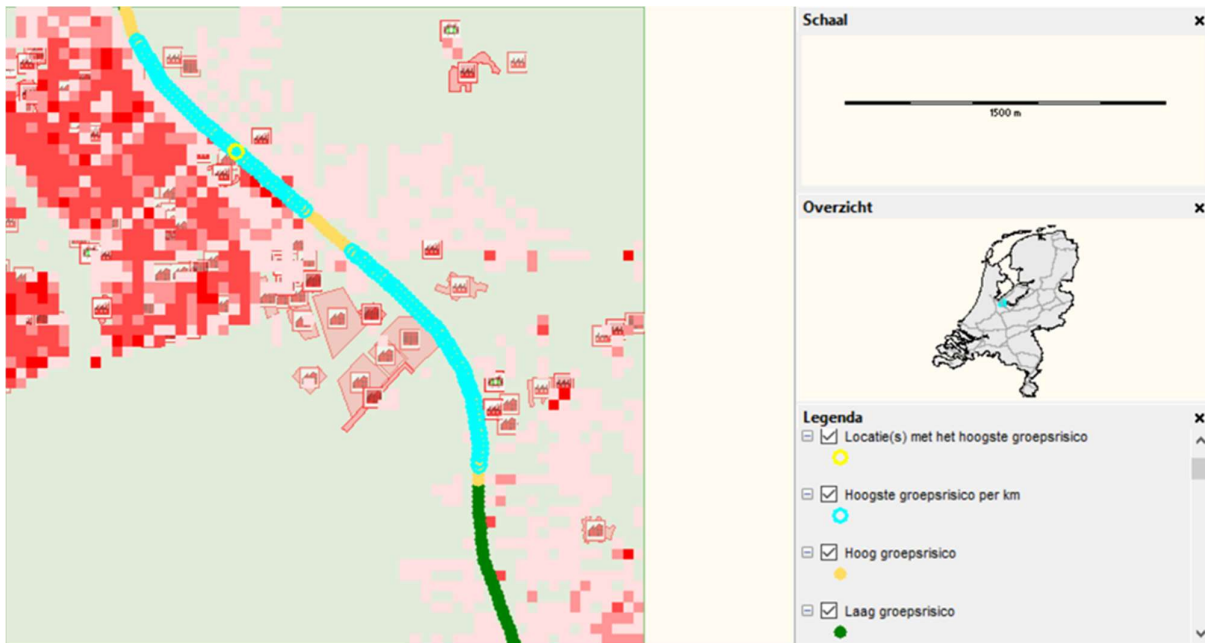 Schaal
1500 m
Overzicht
Legenda
Locatie(s) met het hoogste groepsrisico
Hoogste groepsrisico per km
Hoog groepsrisico
Laag groepsrisico